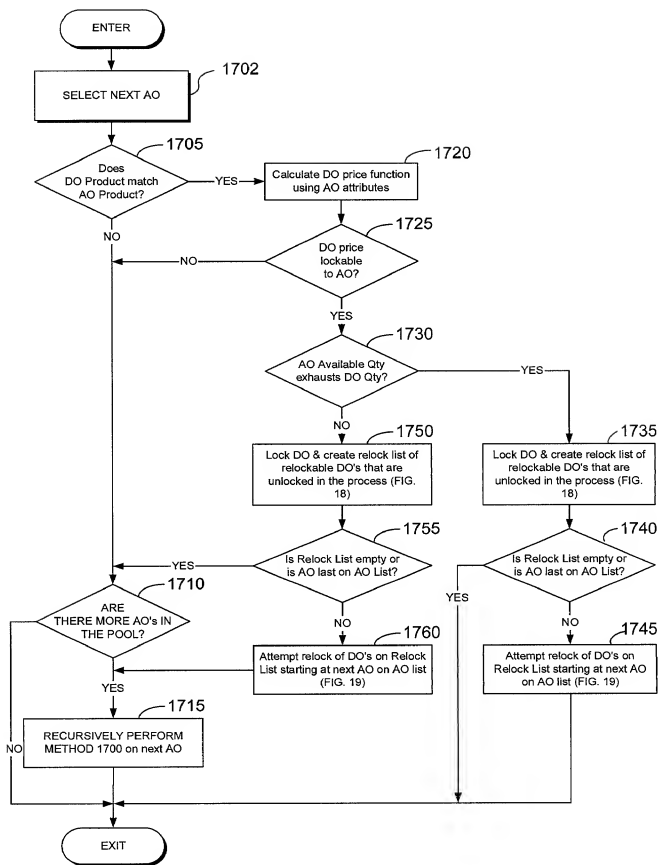 ENTER
1702
SELECT NEXT AO
1705
Does
DO Product match
AO Product?
YES
1720
Calculate DO price function
using AO attributes
NO
1725
DO price
lockable
to AO?
NO
YES
1730
AO Available Qty
exhausts DO Qty?
YES
NO
1750
Lock DO & create relock list of
relockable DO's that are
unlocked in the process (FIG.
18)
1735
Lock DO & create relock list of
relockable DO's that are
unlocked in the process (FIG.
18)
1755
Is Relock List empty or
is AO last on AO List?
YES
NO
1740
Is Relock List empty or
is AO last on AO List?
YES
NO
1710
ARE
THERE MORE AO's IN
THE POOL?
YES
NO
1760
Attempt relock of DO's on Relock
List starting at next AO on AO list
(FIG. 19)
1745
Attempt relock of DO's on
Relock List starting at next AO
on AO list (FIG. 19)
1715
RECURSIVELY PERFORM
METHOD 1700 on next AO
EXIT